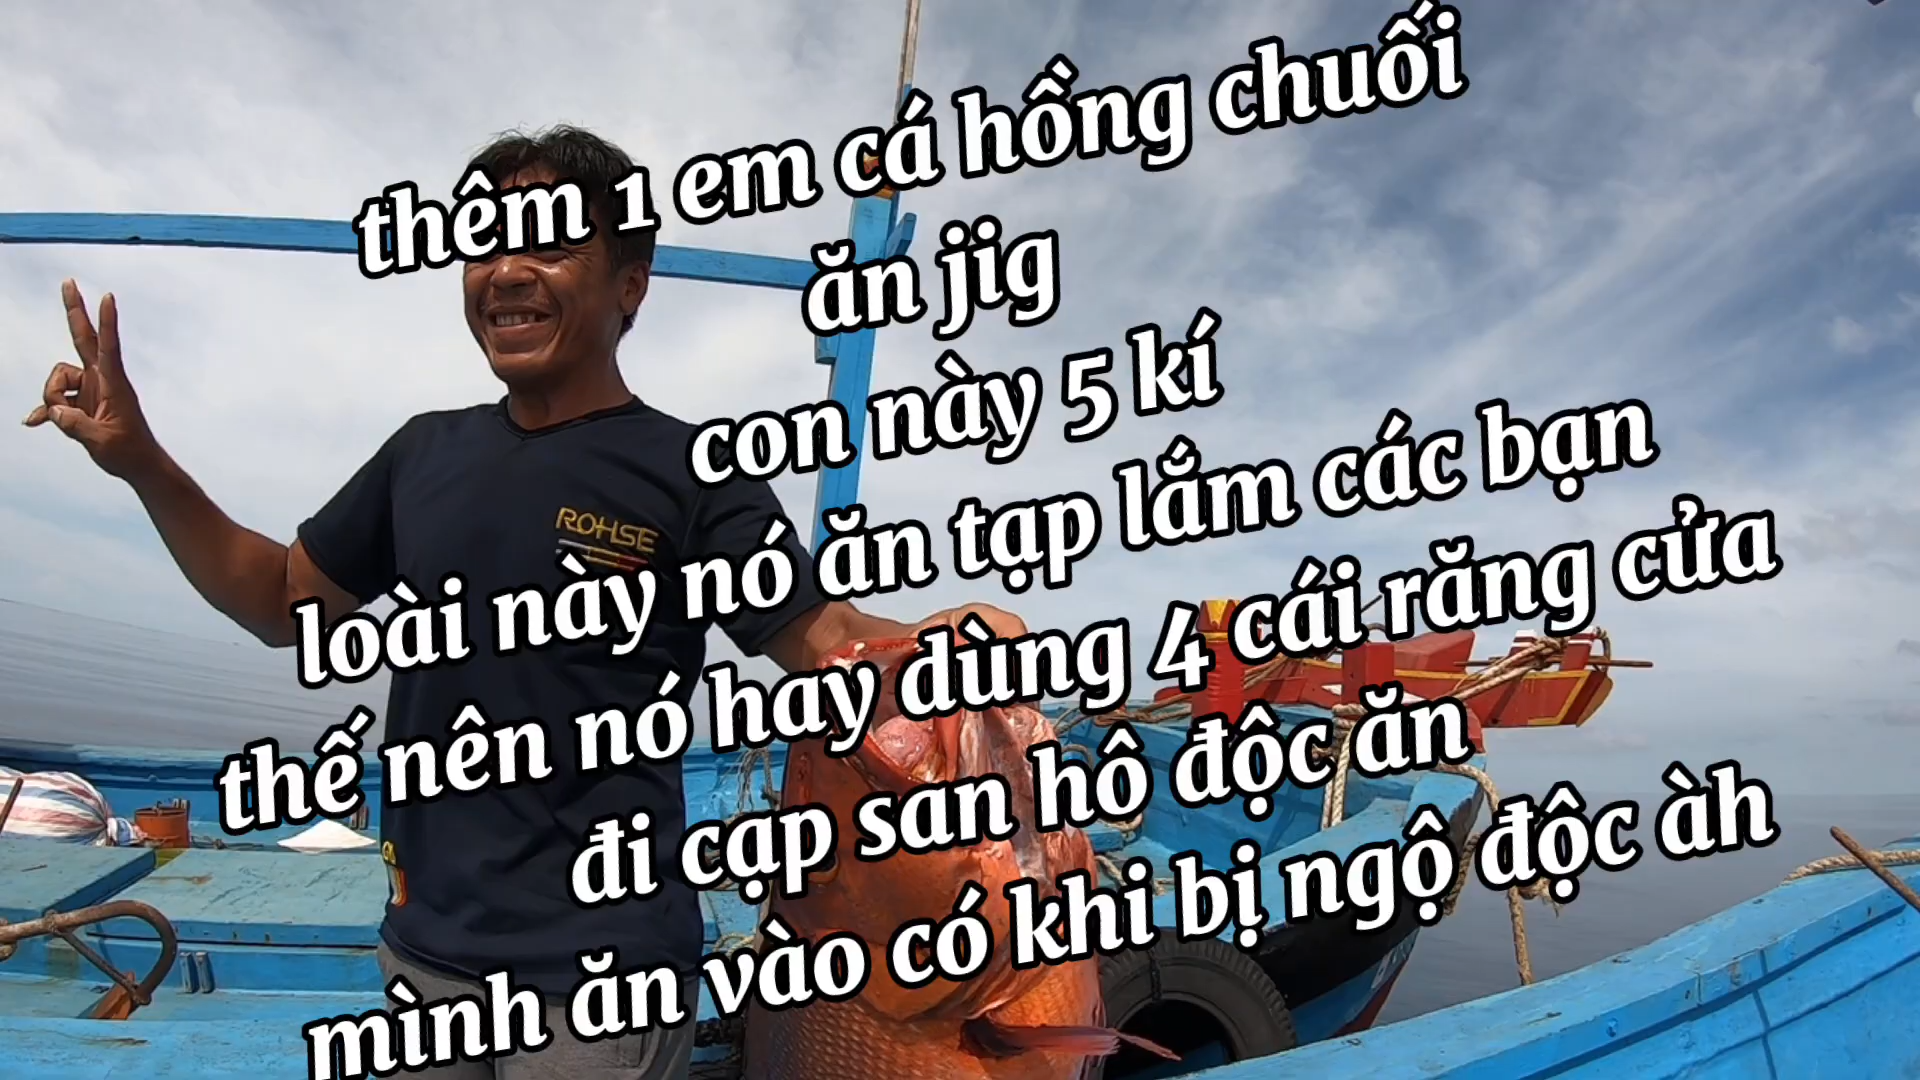 thêm 1 em cá hồng chuối
ăn jig
con này 5 kí
loài này nó ăn tạp lắm các bạn
thế nên nó hay dùng 4 cái răng cửa
đi cạp san hô độc ăn
mình ăn vào có khi bị ngộ độc àh
ROHSE